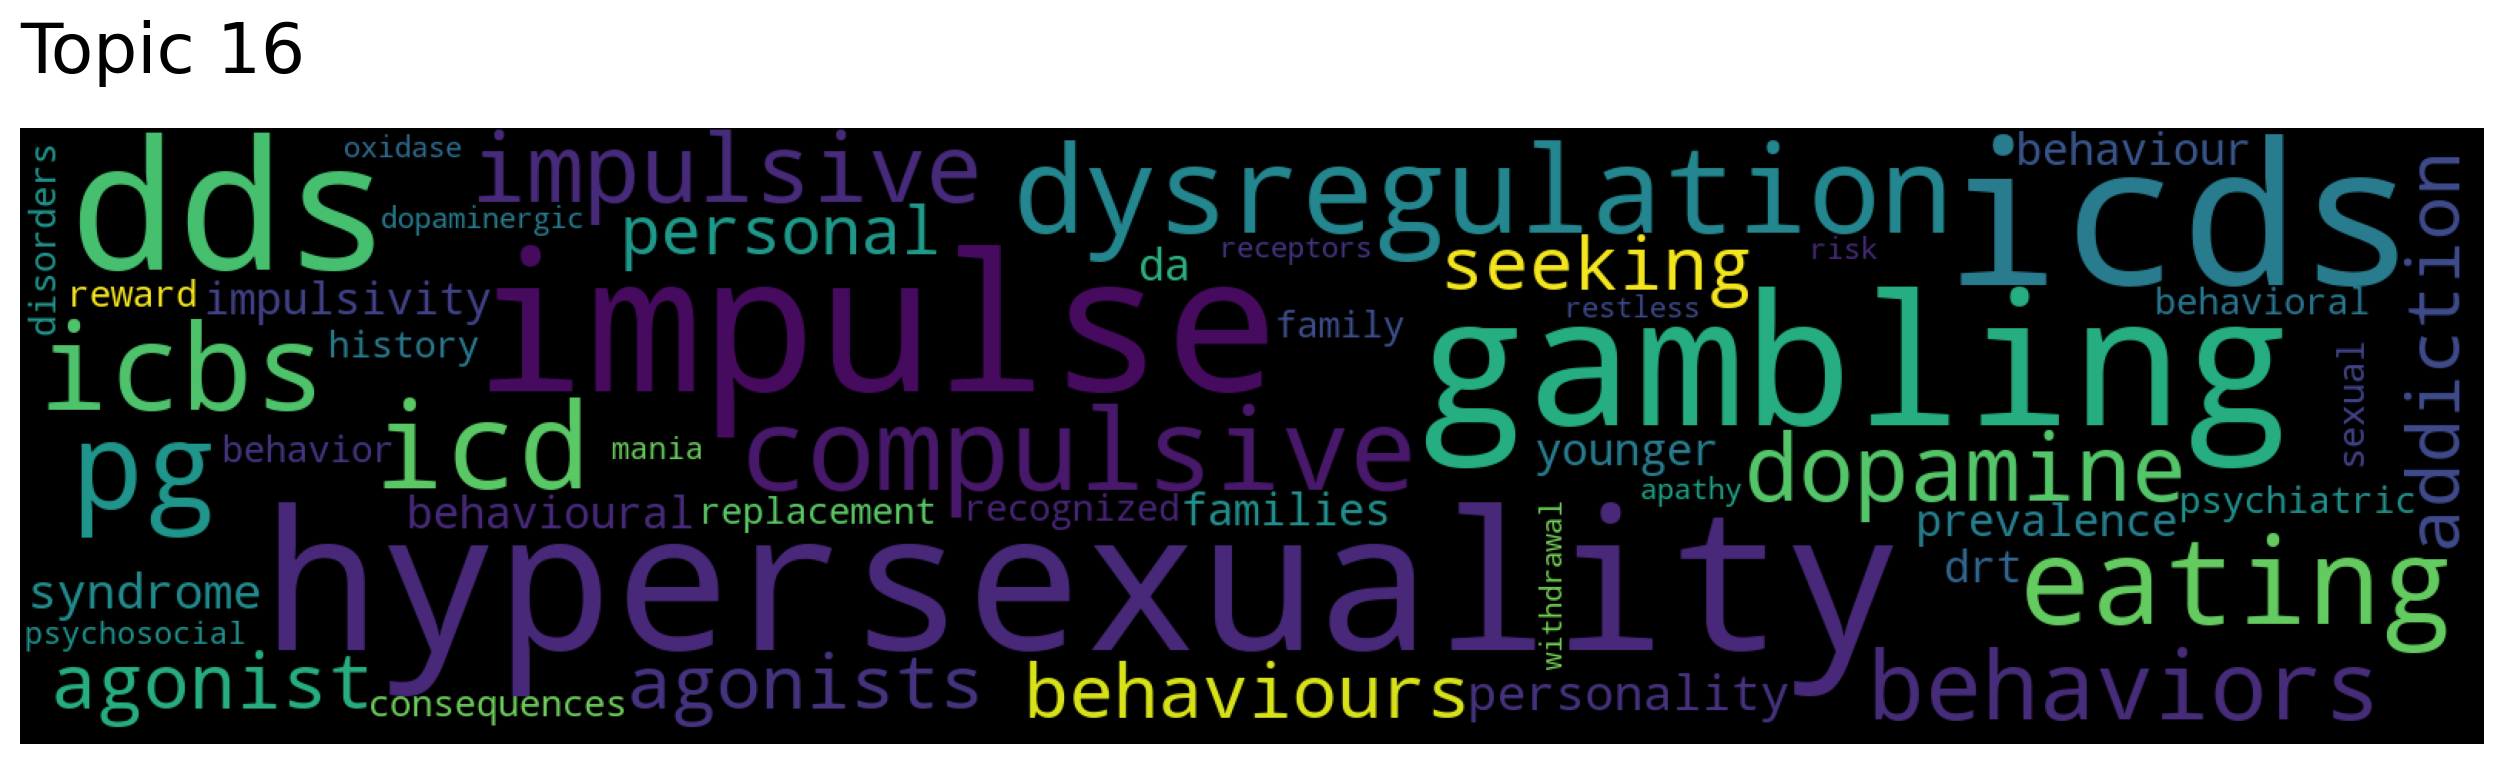 Topic 16
disorders
dds
oxidase
impulsive
dopaminergic
personal
dysregulation
icds
behaviour
addiction
da
receptors
seeking
risk
reward
impulsivity
impulse
family
restless
behavioral
history
icbs
gambling
sexual
pg
behavior
icd
mania
compulsive
younger
dopamine
apathy
psychiatric
behavioural
replacement
recognized
families
prevalence
hypersexuality
withdrawal
drt
eating
syndrome
psychosocial
agonist
consequences
agonists
behaviours
personality
behaviors